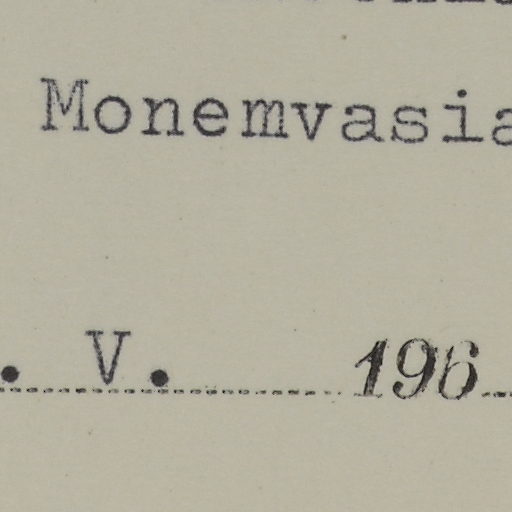 Monemvasia
. V. 196